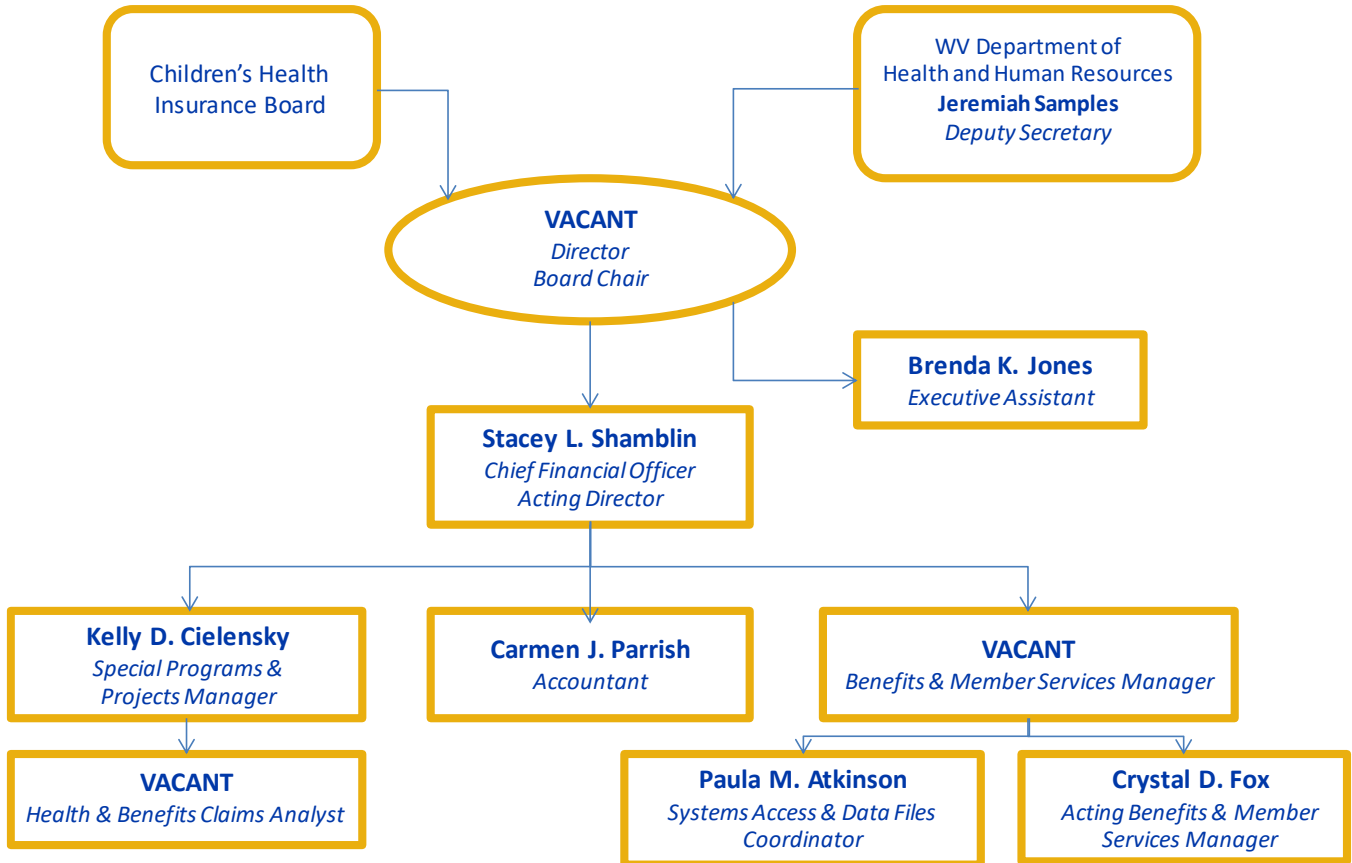 Children’s Health
Insurance Board
WV Department of
Health and Human Resources
Jeremiah Samples
Deputy Secretary
VACANT
Director
Board Chair
Brenda K. Jones
Executive Assistant
Stacey L. Shamblin
Chief Financial Officer
Acting Director
Kelly D. Cielensky
Special Programs &
Projects Manager
Carmen J. Parrish
Accountant
VACANT
Benefits & Member Services Manager
VACANT
Health & Benefits Claims Analyst
Paula M. Atkinson
Systems Access & Data Files
Coordinator
Crystal D. Fox
Acting Benefits & Member
Services Manager